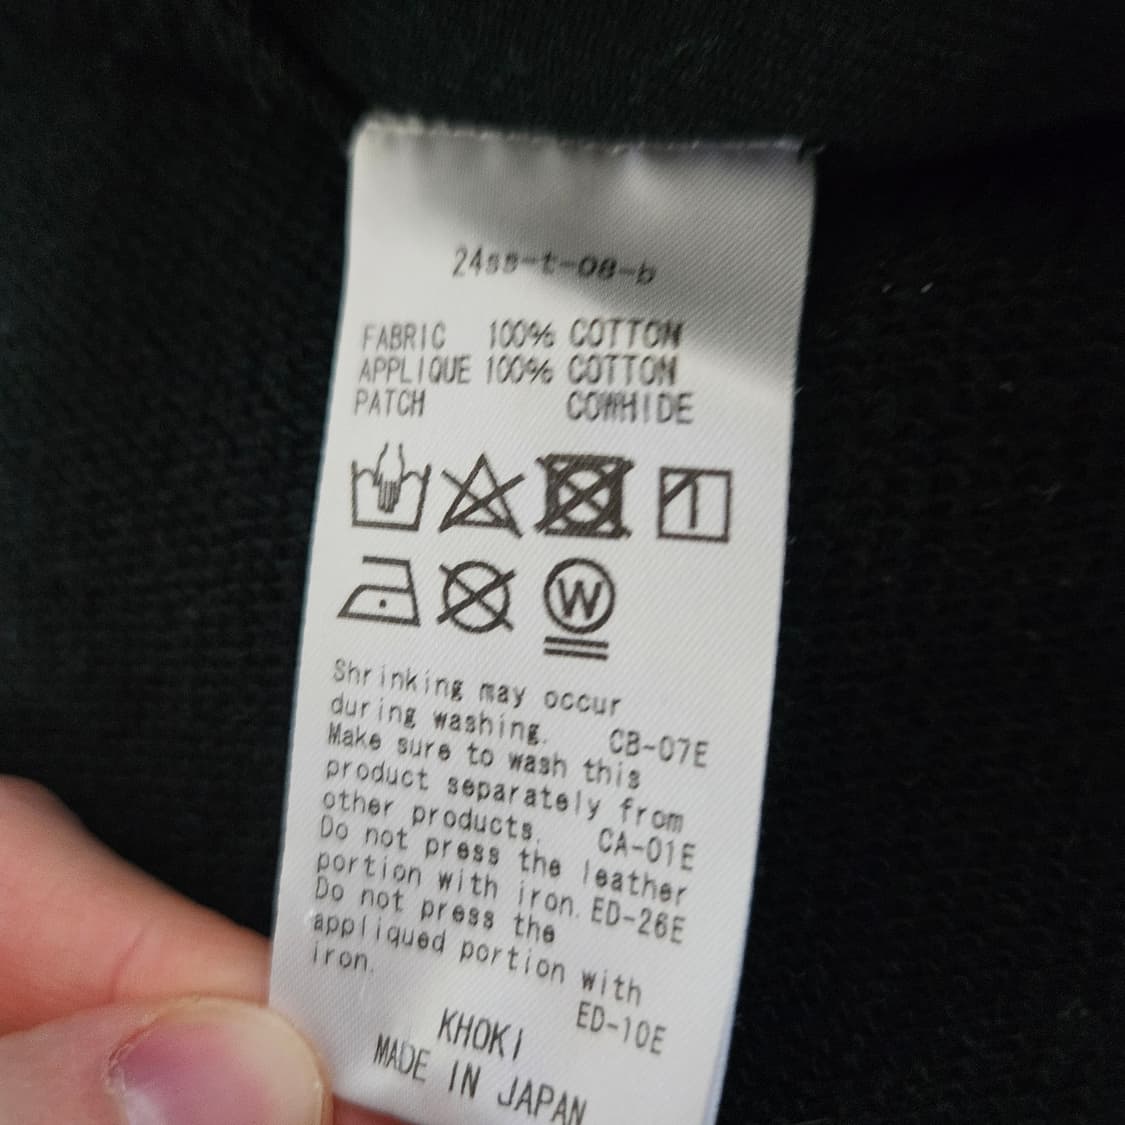 24ss-t-08-b
FABRIC 100% COTTON
APPLIQUE 100% COTTON
PATCH COWHIDE
W
Shrinking may occur
during washing. CB-07E
Make sure to wash this
product separately from
other products. CA-01E
Do not press the leather
portion with iron. ED-26E
Do not press the
appliqued portion with
iron. ED-10E
KHOKI
MADE IN JAPAN